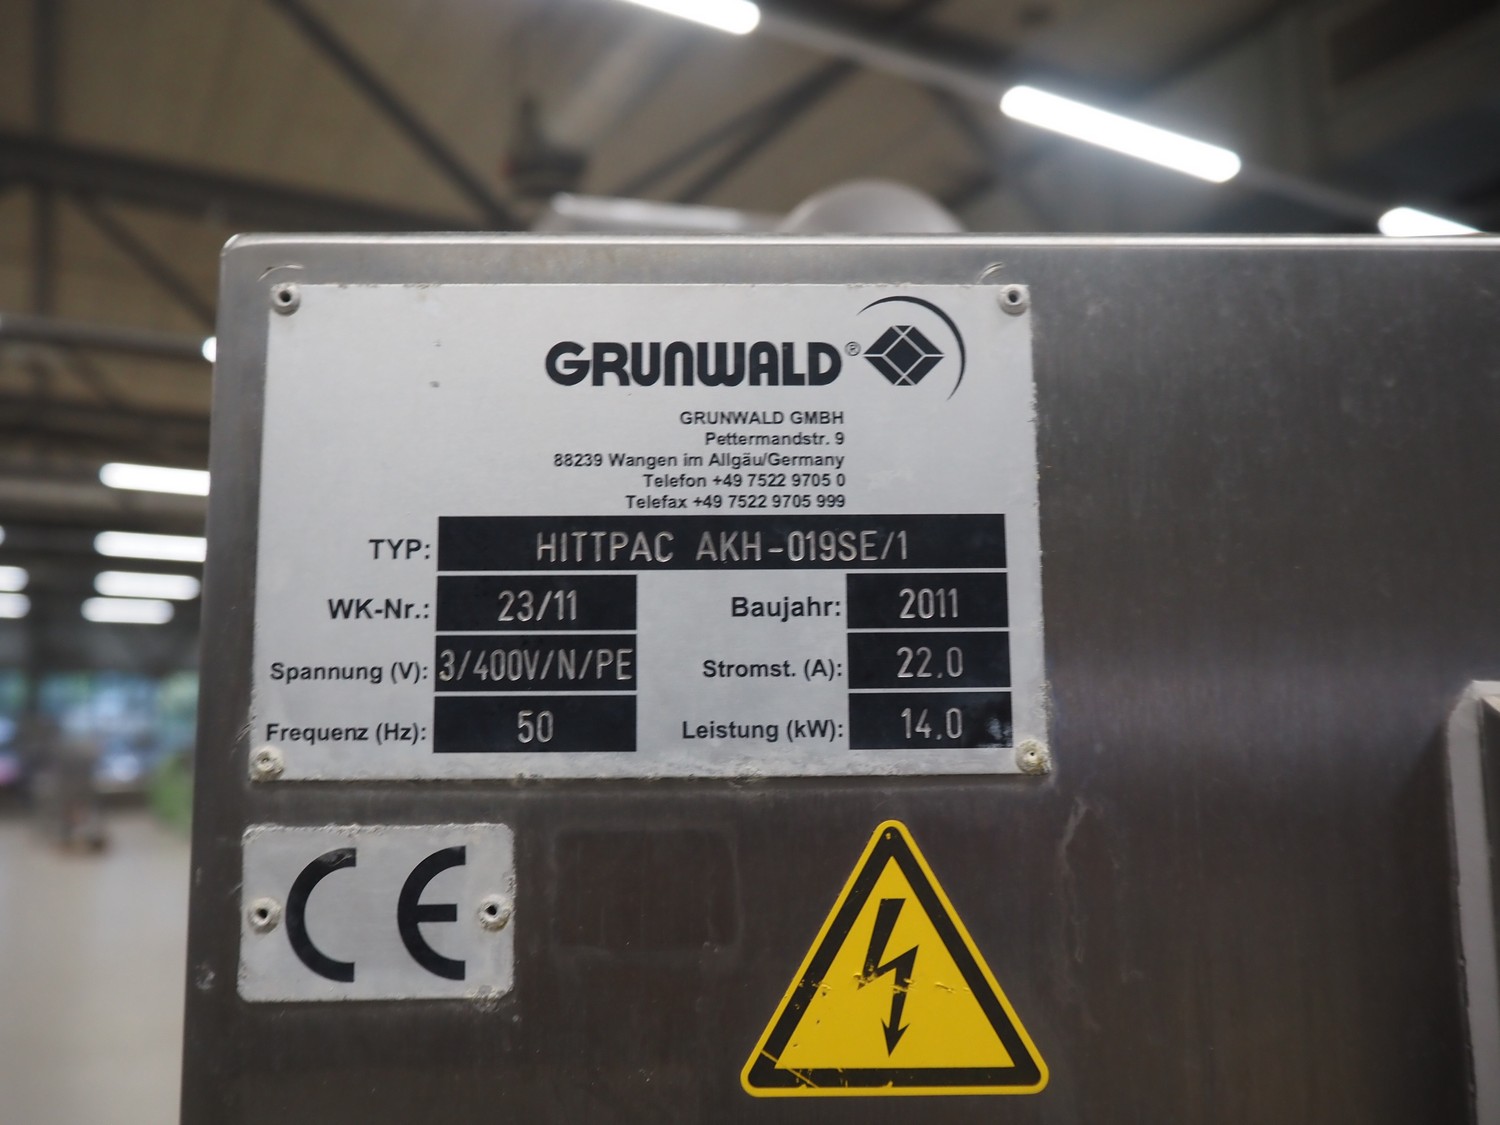 GRUNWALD®
GRUNWALD GMBH
Pettermandstr. 9
88239 Wangen im Allgäu/Germany
Telefon +49 7522 9705 0
Telefax +49 7522 9705 999
TYP: HITTPAC AKH-019SE/1
WK-Nr.: 23/11 Baujahr: 2011
Spannung (V): 3/400V/N/PE Stromst. (A): 22.0
Frequenz (Hz): 50 Leistung (kW): 14.0
CE